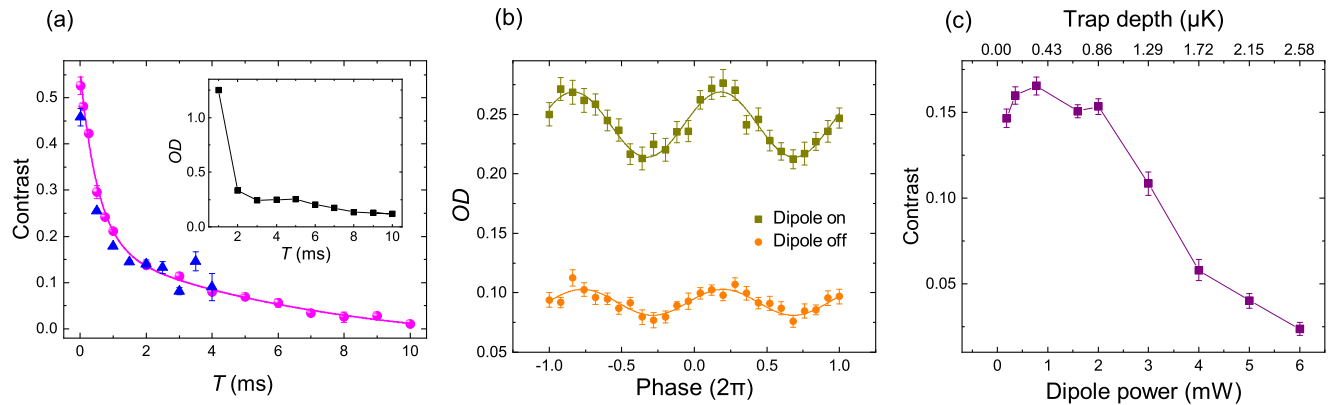 (a)
Contrast
0.5
0.4
0.3
0.2
0.1
0.0
0 2 4 6 8 10
T (ms)
OD
1.0
0.5
0.0
2 4 6 8 10
T (ms)
(b)
OD
0.30
0.25
0.20
0.15
0.10
0.05
Dipole on
Dipole off
-1.0 -0.5 0.0 0.5 1.0
Phase (2π)
(c)
Trap depth (μK)
0.00 0.43 0.86 1.29 1.72 2.15 2.58
Contrast
0.15
0.10
0.05
0 1 2 3 4 5 6
Dipole power (mW)